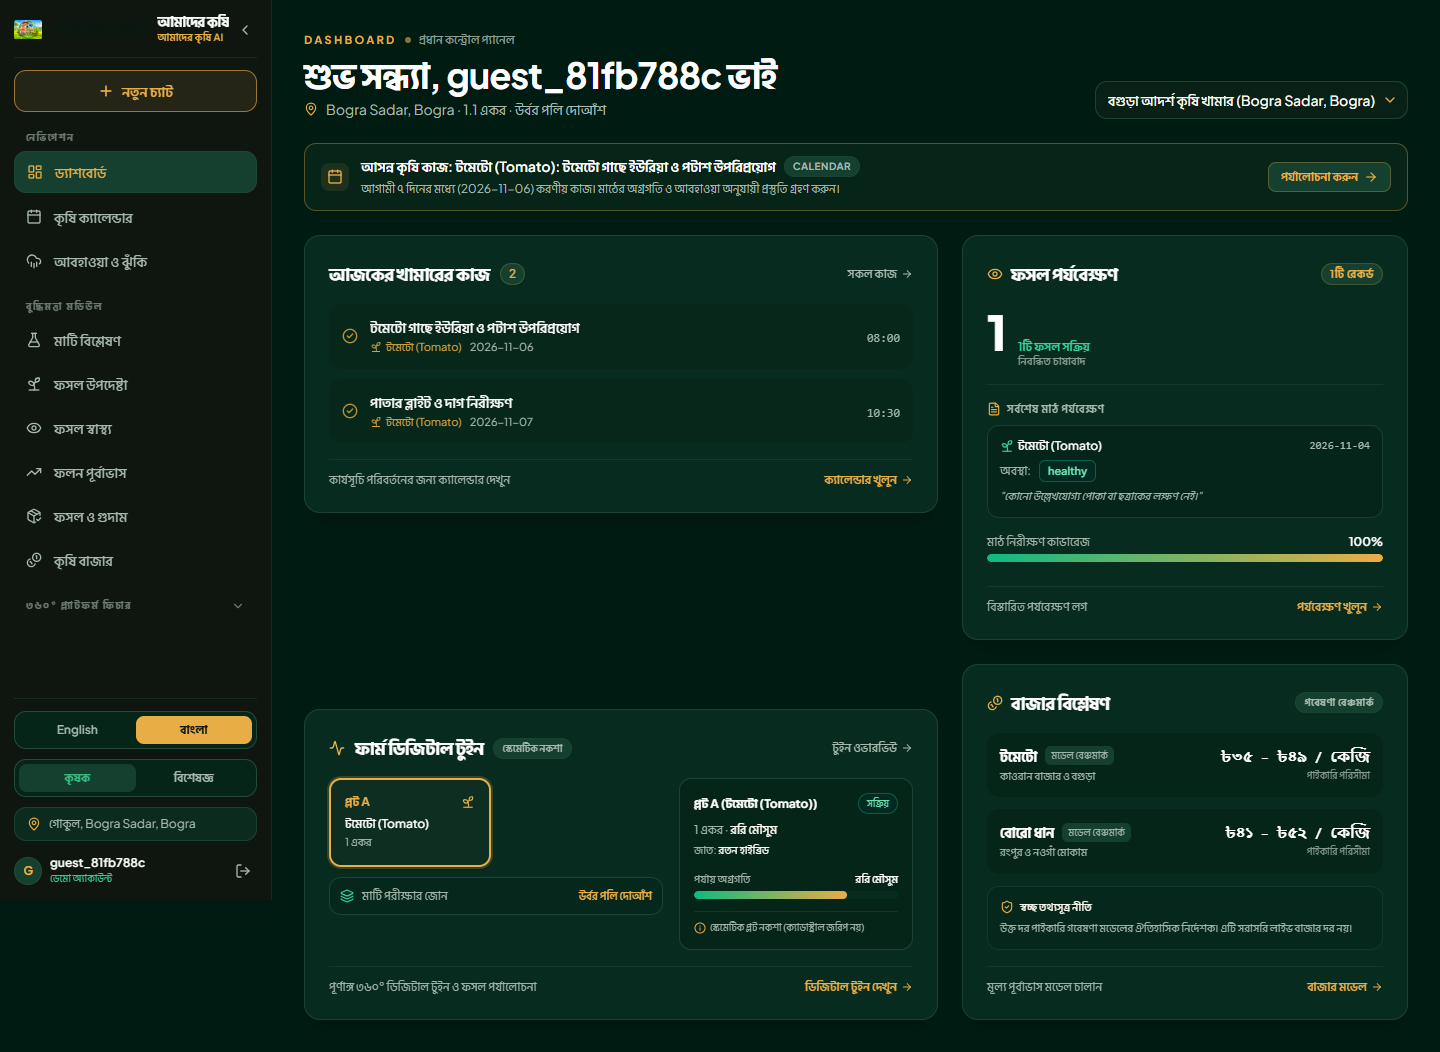 আমাদের কৃষি
আমাদের কৃষি AI
নতুন চ্যাট
নেভিগেশন
ড্যাশবোর্ড
কৃষি ক্যালেন্ডার
আবহাওয়া ও ঝুঁকি
বুদ্ধিমত্তা মডিউল
মাটি বিশ্লেষণ
ফসল উপদেষ্টা
ফসল স্বাস্থ্য
ফলন পূর্বাভাস
ফসল ও গুদাম
কৃষি বাজার
৩৬০° প্ল্যাটফর্ম ফিচার
English
বাংলা
কৃষক
বিশেষজ্ঞ
গোকুল, Bogra Sadar, Bogra
G
guest_81fb788c
ডেমো অ্যাকাউন্ট
DASHBOARD • প্রধান কন্ট্রোল প্যানেল
শুভ সন্ধ্যা, guest_81fb788c ভাই
Bogra Sadar, Bogra · 1.1 একর · উর্বর পলি দোআঁশ
বগুড়া আদর্শ কৃষি খামার (Bogra Sadar, Bogra)
আসন্ন কৃষি কাজ: টমেটো (Tomato): টমেটো গাছে ইউরিয়া ও পটাশ উপরিপ্রয়োগ CALENDAR
আগামী ৭ দিনের মধ্যে (2026-11-06) করণীয় কাজ। মাঠের অগ্রগতি ও আবহাওয়া অনুযায়ী প্রস্তুতি গ্রহণ করুন।
পর্যালোচনা করুন →
আজকের খামারের কাজ 2
সকল কাজ →
টমেটো গাছে ইউরিয়া ও পটাশ উপরিপ্রয়োগ
টমেটো (Tomato) 2026-11-06
08:00
পাতার ব্লাইট ও দাগ নিরীক্ষণ
টমেটো (Tomato) 2026-11-07
10:30
কার্যসূচি পরিবর্তনের জন্য ক্যালেন্ডার দেখুন
ক্যালেন্ডার খুলুন →
ফসল পর্যবেক্ষণ
1টি রেকর্ড
1
1টি ফসল সক্রিয়
নিবন্ধিত চাষাবাদ
সর্বশেষ মাঠ পর্যবেক্ষণ
টমেটো (Tomato)
2026-11-04
অবস্থা: healthy
"কোনো উল্লেখযোগ্য পোকা বা ছত্রাকের লক্ষণ নেই।"
মাঠ নিরীক্ষণ কাভারেজ
100%
বিস্তারিত পর্যবেক্ষণ লগ
পর্যবেক্ষণ খুলুন →
ফার্ম ডিজিটাল টুইন স্কেমেটিক নকশা
টুইন ওভারভিউ →
প্লট A
টমেটো (Tomato)
1 একর
মাটি পরীক্ষার জোন
উর্বর পলি দোআঁশ
প্লট A (টমেটো (Tomato))
সক্রিয়
1 একর · রবি মৌসুম
জাত: রতন হাইব্রিড
পর্যায় অগ্রগতি
রবি মৌসুম
স্কেমেটিক প্লট নকশা (ক্যাডাস্ট্রাল জরিপ নয়)
পূর্ণাঙ্গ ৩৬০° ডিজিটাল টুইন ও ফসল পর্যালোচনা
ডিজিটাল টুইন দেখুন →
বাজার বিশ্লেষণ
গবেষণা বেঞ্চমার্ক
টমেটো মডেল বেঞ্চমার্ক
কাওরান বাজার ও বগুড়া
৳৩৫ – ৳৪৯ / কেজি
পাইকারি পরিসীমা
বোরো ধান মডেল বেঞ্চমার্ক
রংপুর ও নওগাঁ মোকাম
৳৪১ – ৳৫২ / কেজি
পাইকারি পরিসীমা
স্বচ্ছ তথ্যসূত্র নীতি
উক্ত দর পাইকারি গবেষণা মডেলের ঐতিহাসিক নির্দেশক। এটি সরাসরি লাইভ বাজার দর নয়।
মূল্য পূর্বাভাস মডেল চালান
বাজার মডেল →